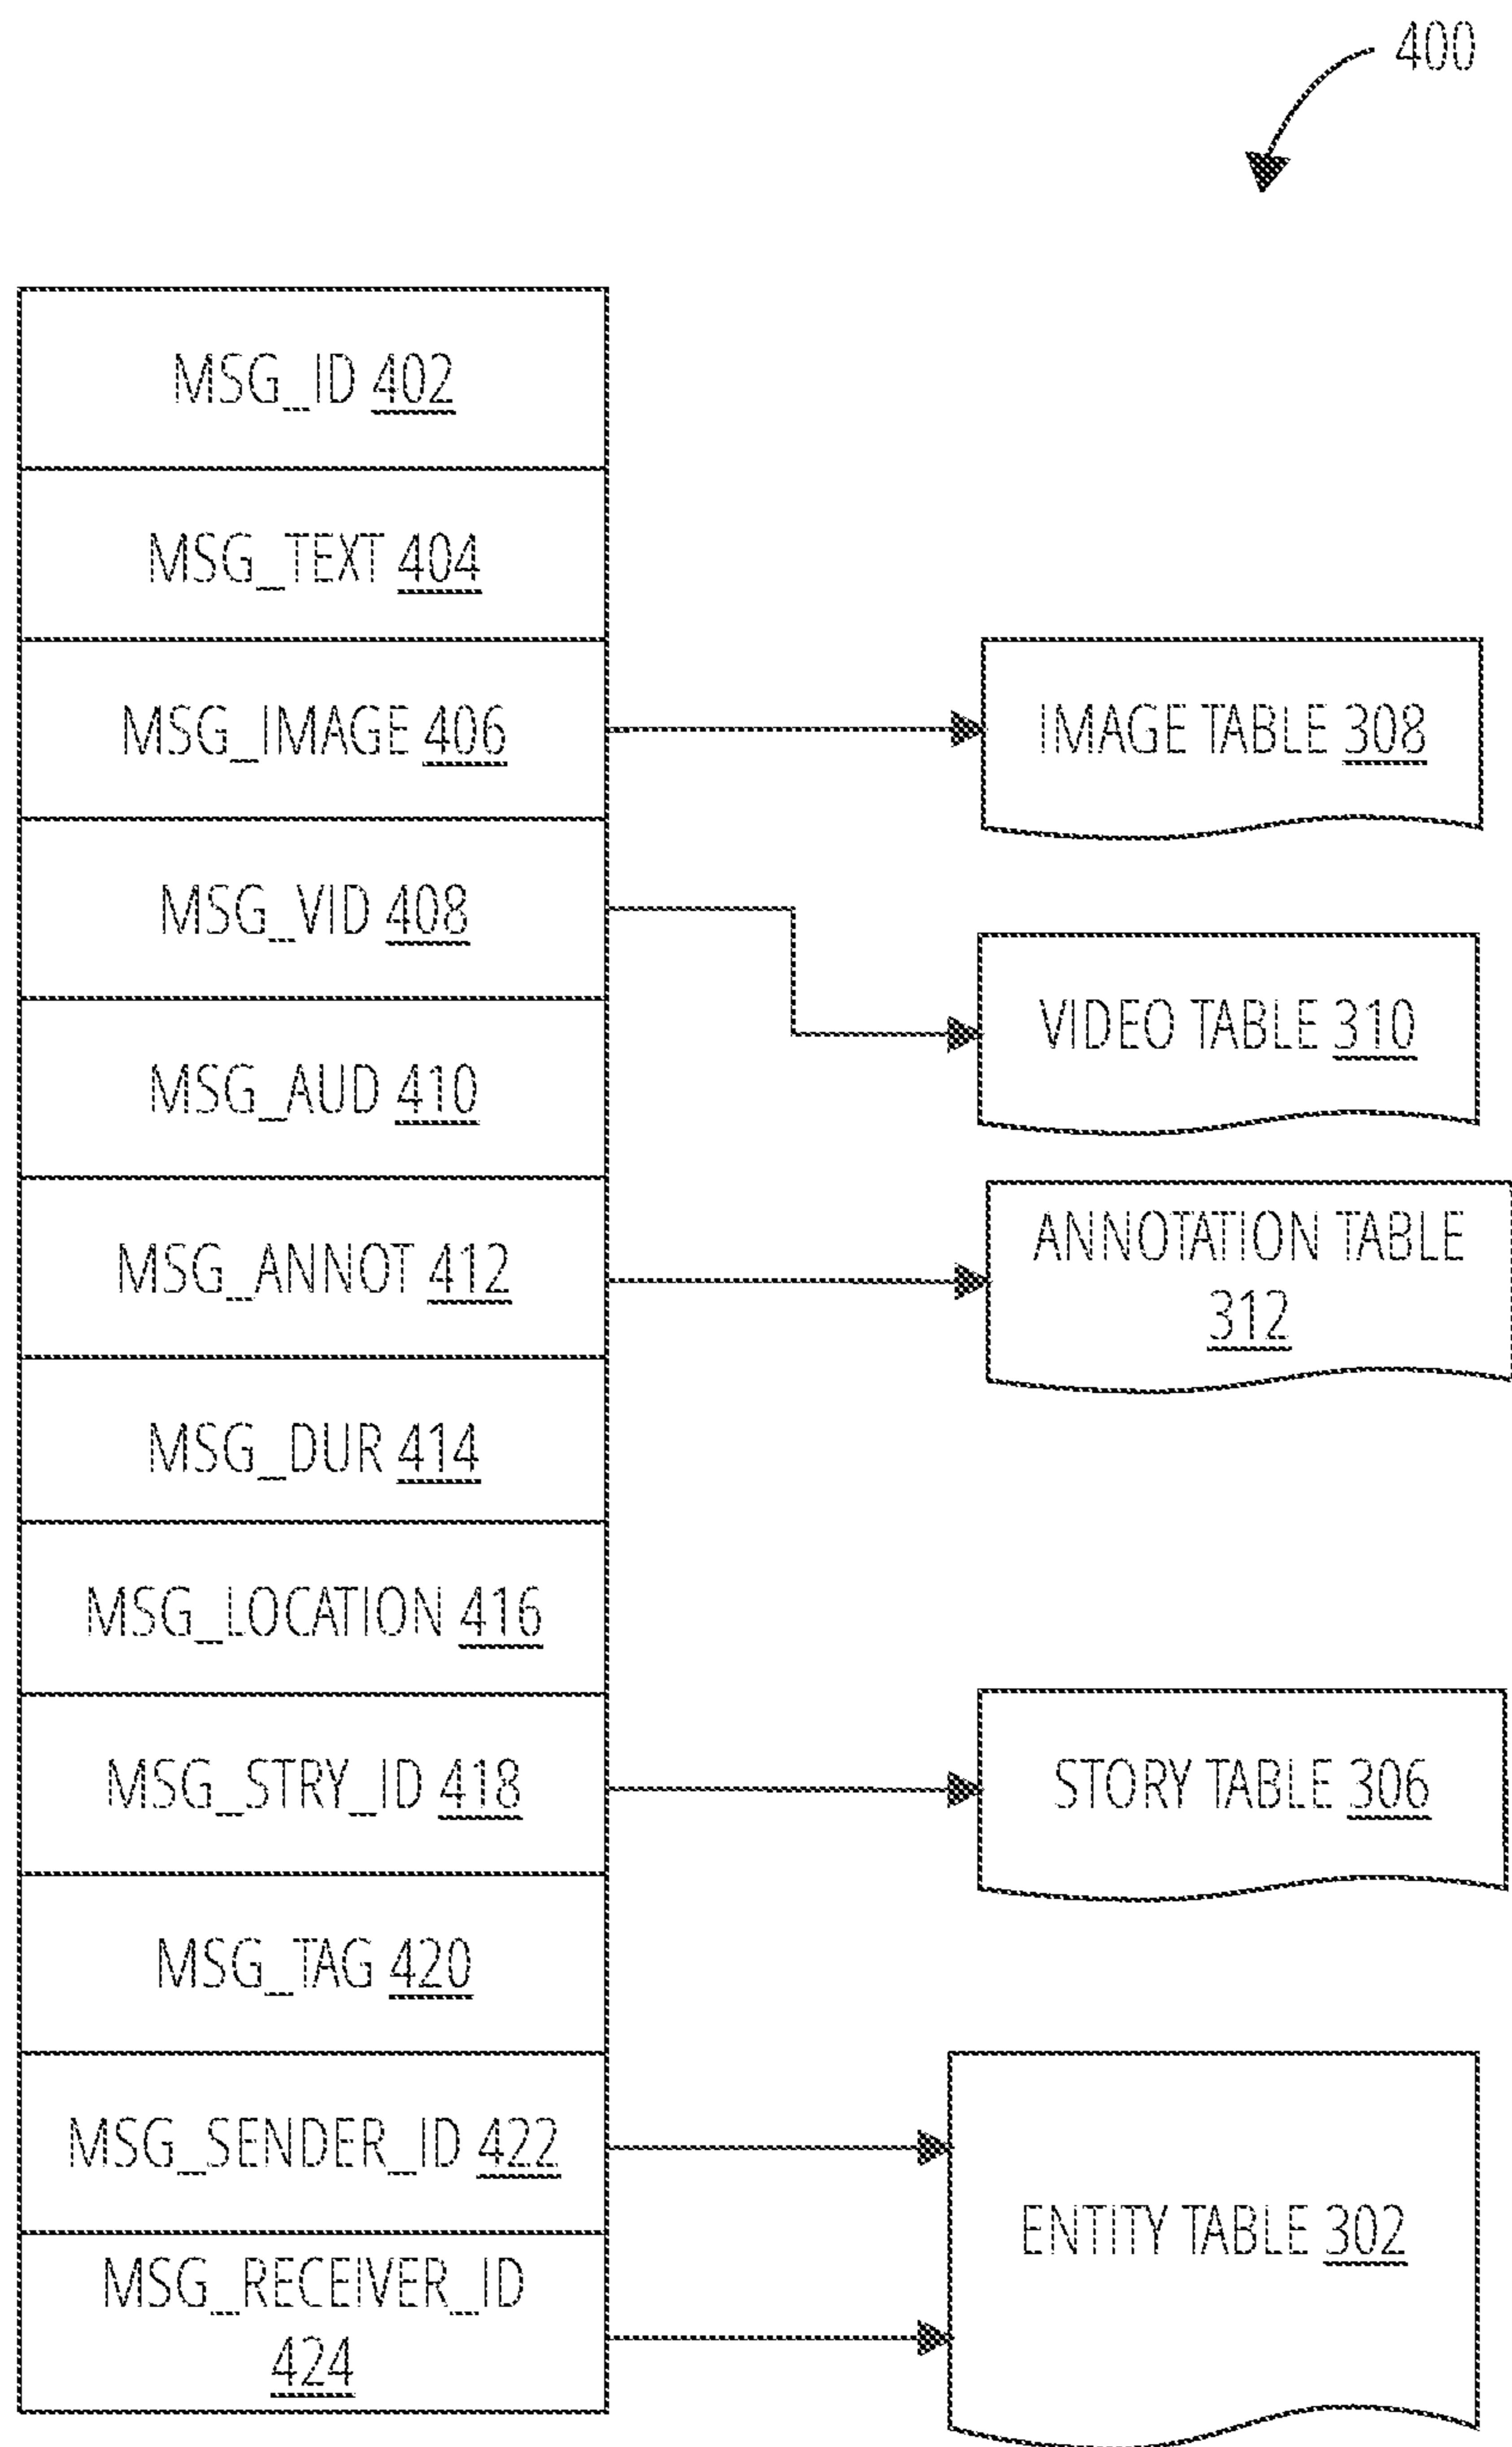 400
MSG_ID 402
MSG_TEXT 404
MSG_IMAGE 406
IMAGE TABLE 308
MSG_VID 408
VIDEO TABLE 310
MSG_AUD 410
MSG_ANNOT 412
ANNOTATION TABLE
312
MSG_DUR 414
MSG_LOCATION 416
MSG_STRY_ID 418
STORY TABLE 306
MSG_TAG 420
MSG_SENDER_ID 422
ENTITY TABLE 302
MSG_RECEIVER_ID
424